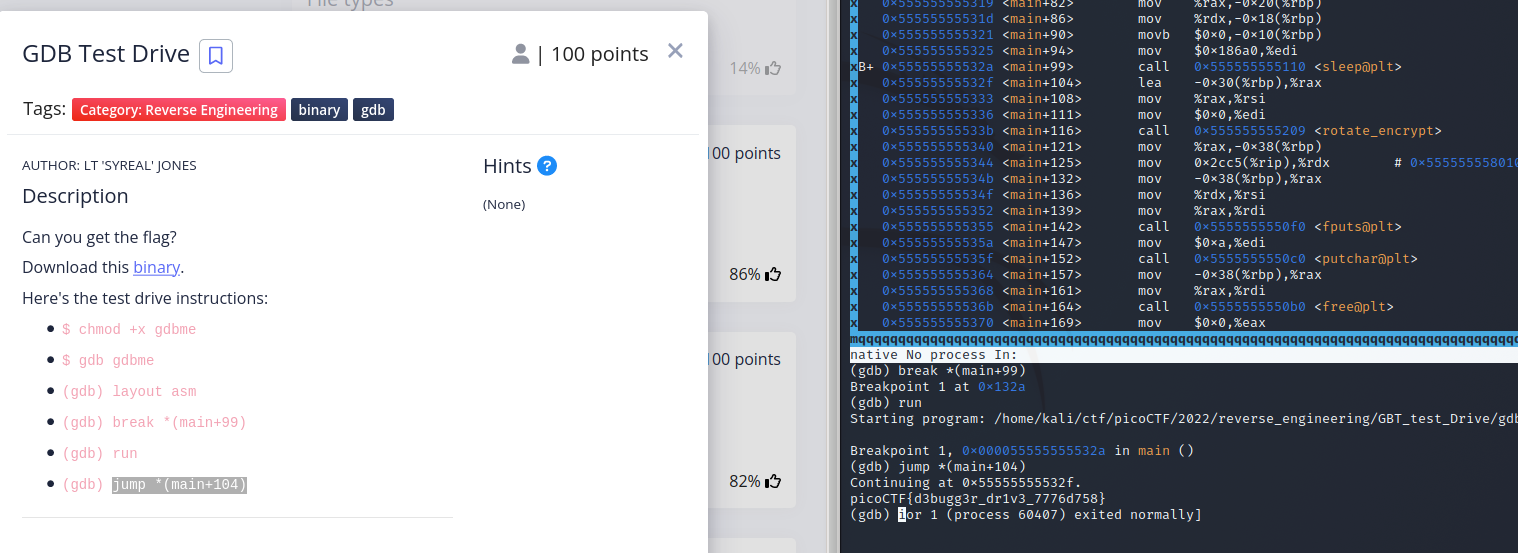 File types
GDB Test Drive
| 100 points
14%
Tags: Category: Reverse Engineering binary gdb
00 points
86%
00 points
82%
AUTHOR: LT 'SYREAL' JONES
Description
Can you get the flag?
Download this binary.
Here's the test drive instructions:
$ chmod +x gdbme
$ gdb gdbme
(gdb) layout asm
(gdb) break *(main+99)
(gdb) run
(gdb) jump *(main+104)
Hints ?
(None)
x 0×555555555319 <main+82> mov %rax,-0×20(%rbp)
x 0×55555555531d <main+86> mov %rdx,-0×18(%rbp)
x 0×555555555321 <main+90> movb $0×0,-0×10(%rbp)
x 0×555555555325 <main+94> mov $0×186a0,%edi
xB+ 0×55555555532a <main+99> call 0×555555555110 <sleep@plt>
x 0×55555555532f <main+104> lea -0×30(%rbp),%rax
x 0×555555555333 <main+108> mov %rax,%rsi
x 0×555555555336 <main+111> mov $0×0,%edi
x 0×55555555533b <main+116> call 0×555555555209 <rotate_encrypt>
x 0×555555555340 <main+121> mov %rax,-0×38(%rbp)
x 0×555555555344 <main+125> mov 0×2cc5(%rip),%rdx # 0×555555558010
x 0×55555555534b <main+132> mov -0×38(%rbp),%rax
x 0×55555555534f <main+136> mov %rdx,%rsi
x 0×555555555352 <main+139> mov %rax,%rdi
x 0×555555555355 <main+142> call 0×5555555550f0 <fputs@plt>
x 0×55555555535a <main+147> mov $0×a,%edi
x 0×55555555535f <main+152> call 0×5555555550c0 <putchar@plt>
x 0×555555555364 <main+157> mov -0×38(%rbp),%rax
x 0×555555555368 <main+161> mov %rax,%rdi
x 0×55555555536b <main+164> call 0×5555555550b0 <free@plt>
x 0×555555555370 <main+169> mov $0×0,%eax
mqqqqqqqqqqqqqqqqqqqqqqqqqqqqqqqqqqqqqqqqqqqqqqqqqqqqqqqqqqqqqqqqqqqqqqqqqqqqqqqqqqq
native No process In:
(gdb) break *(main+99)
Breakpoint 1 at 0×132a
(gdb) run
Starting program: /home/kali/ctf/picoCTF/2022/reverse_engineering/GBT_test_Drive/gdb
Breakpoint 1, 0×000055555555532a in main ()
(gdb) jump *(main+104)
Continuing at 0×55555555532f.
picoCTF{d3bugg3r_dr1v3_7776d758}
(gdb) ior 1 (process 60407) exited normally]